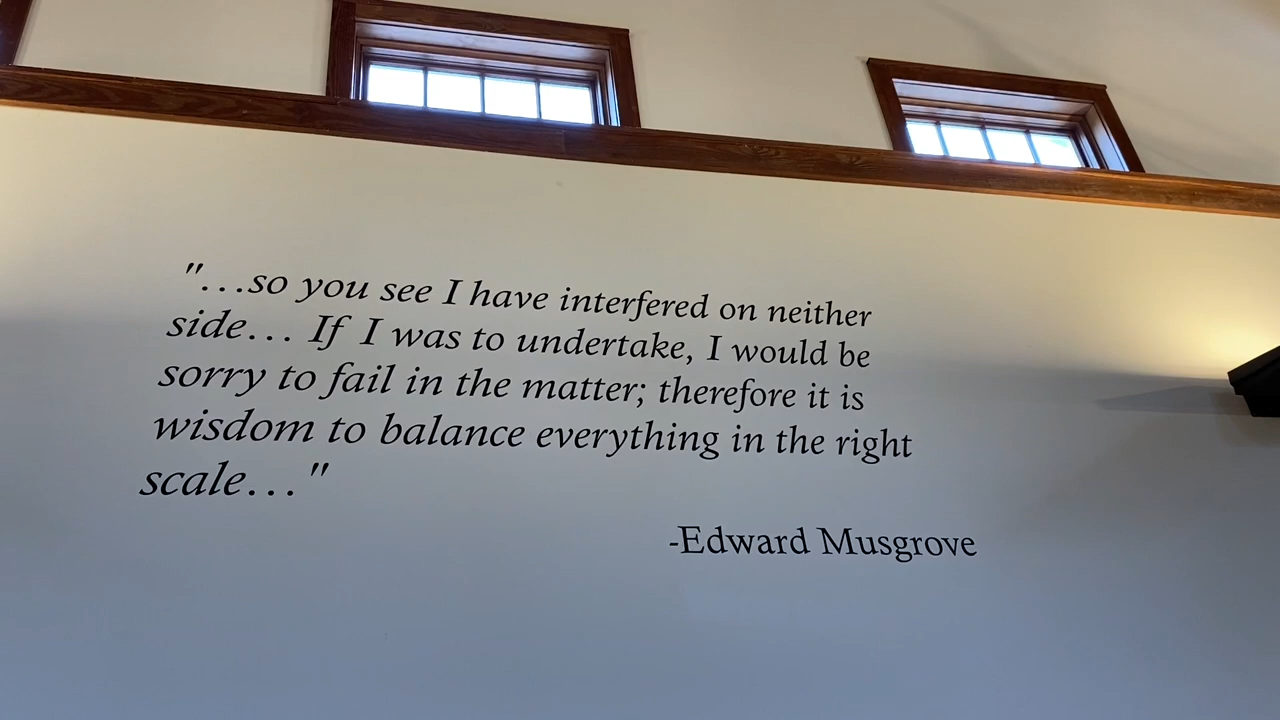 "...so you see I have interfered on neither
side... If I was to undertake, I would be
sorry to fail in the matter; therefore it is
wisdom to balance everything in the right
scale..."
-Edward Musgrove